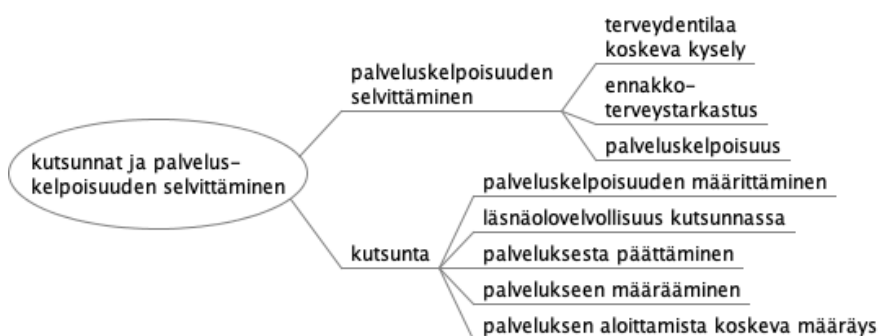 terveydentilaa
koskeva kysely
palveluskelpoisuuden
selvittäminen
ennakko-
terveystarkastus
palveluskelpoisuus
kutsunnat ja palvelus-
kelpoisuuden selvittäminen
palveluskelpoisuuden määrittäminen
läsnäolovelvollisuus kutsunnassa
kutsunta
palveluksesta päättäminen
palvelukseen määrääminen
palveluksen aloittamista koskeva määräys